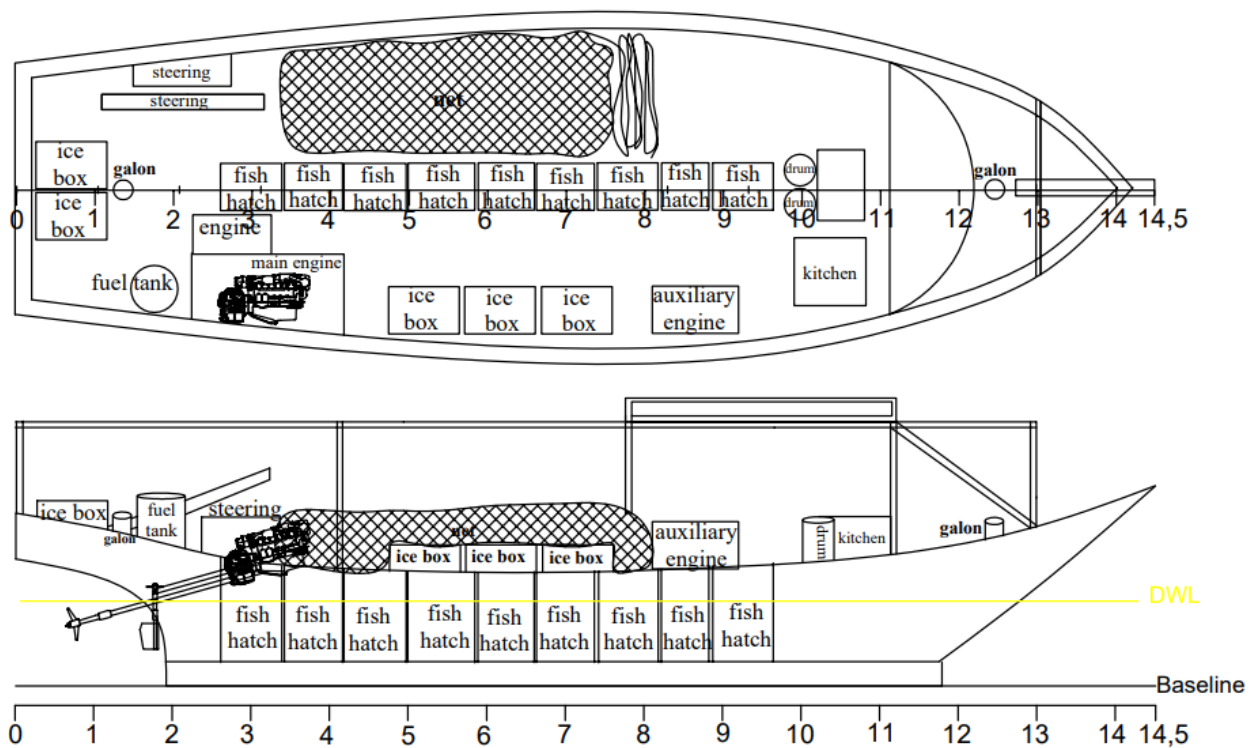 steering
steering
net
ice
box
galon
fish
hatch
fish
hatch
fish
hatch
fish
hatch
fish
hatch
fish
hatch
fish
hatch
fish
hatch
fish
hatch
drum
drum
galon
ice
box
0 1 2 3 4 5 6 7 8 9 10 11 12 13 14 14,5
engine
main engine
fuel tank
ice
box
ice
box
ice
box
auxiliary
engine
kitchen
ice box
galon
fuel
tank
steering
net
ice box
ice box
ice box
auxiliary
engine
drum
kitchen
galon
DWL
fish
hatch
fish
hatch
fish
hatch
fish
hatch
fish
hatch
fish
hatch
fish
hatch
fish
hatch
fish
hatch
Baseline
0 1 2 3 4 5 6 7 8 9 10 11 12 13 14 14,5